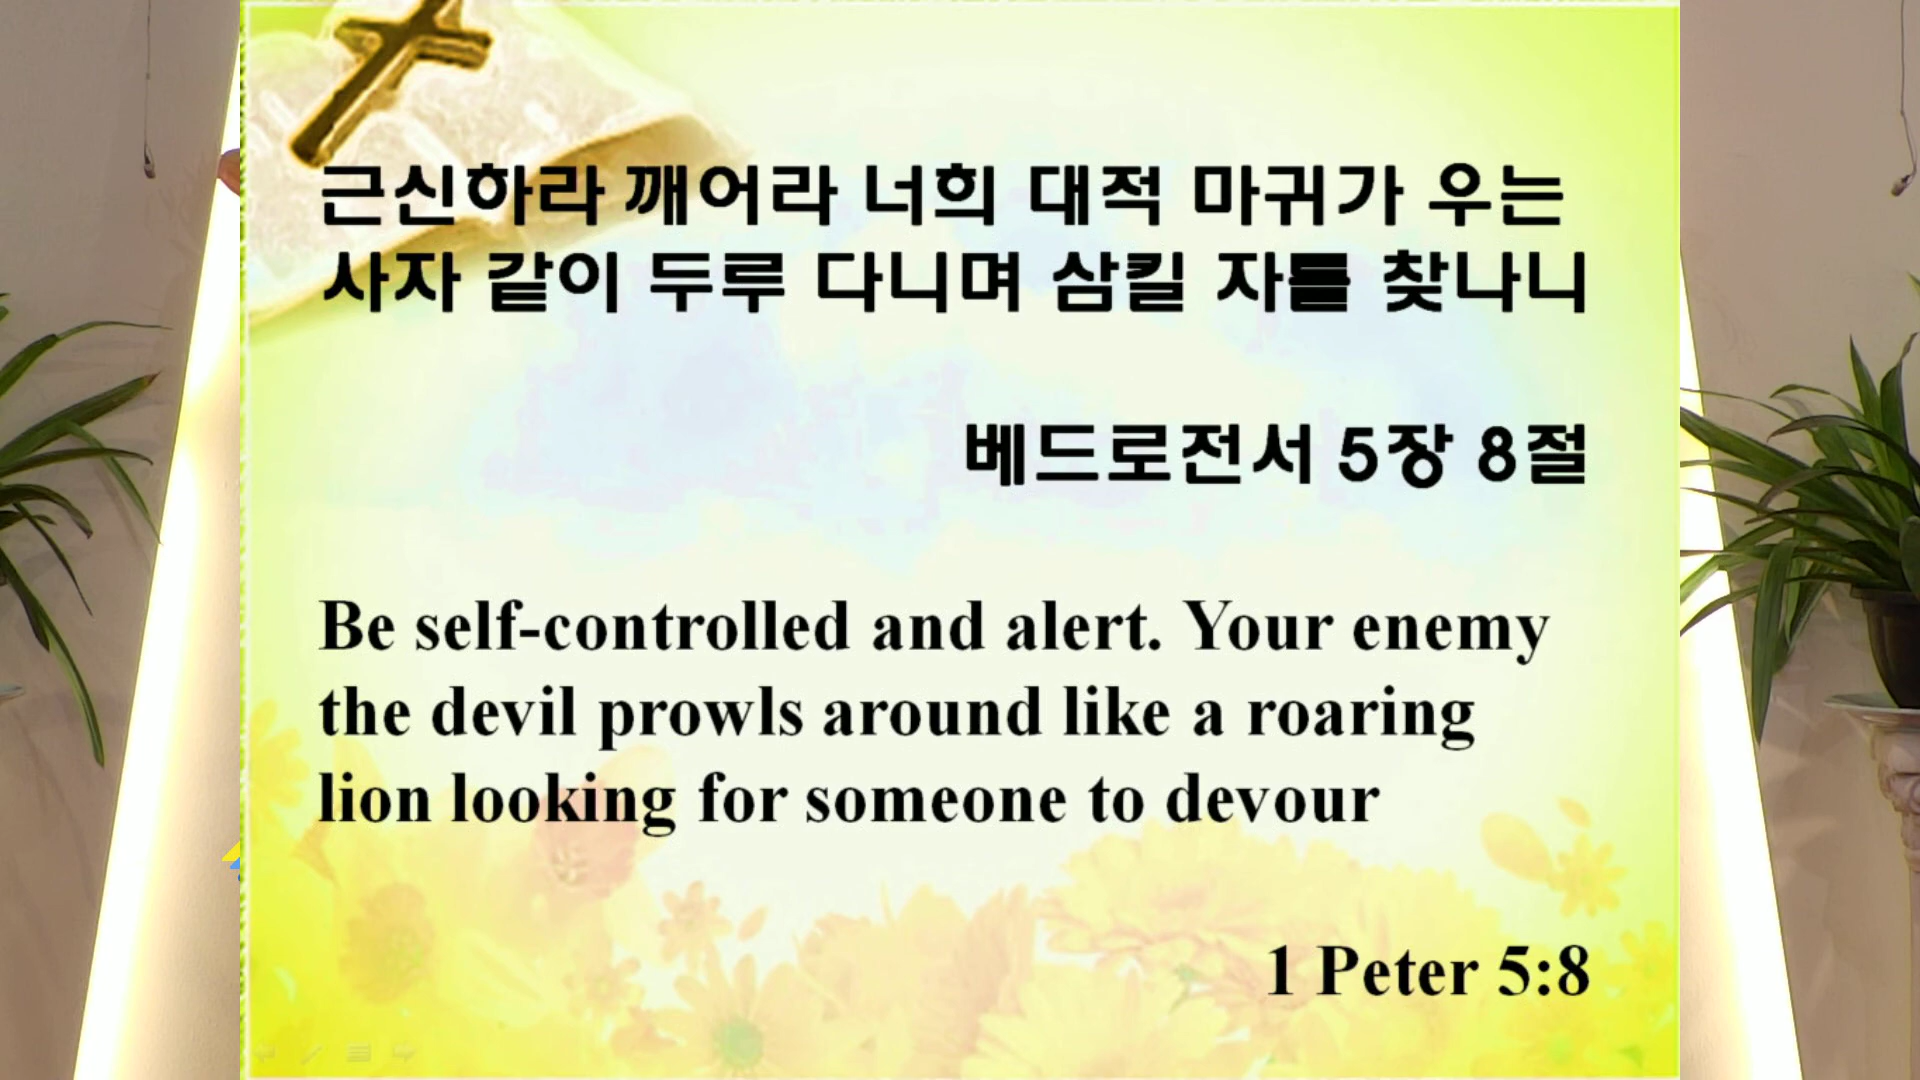 근신하라 깨어라 너희 대적 마귀가 우는
사자 같이 두루 다니며 삼킬 자를 찾나니
베드로전서 5장 8절
Be self-controlled and alert. Your enemy
the devil prowls around like a roaring
lion looking for someone to devour
1 Peter 5:8